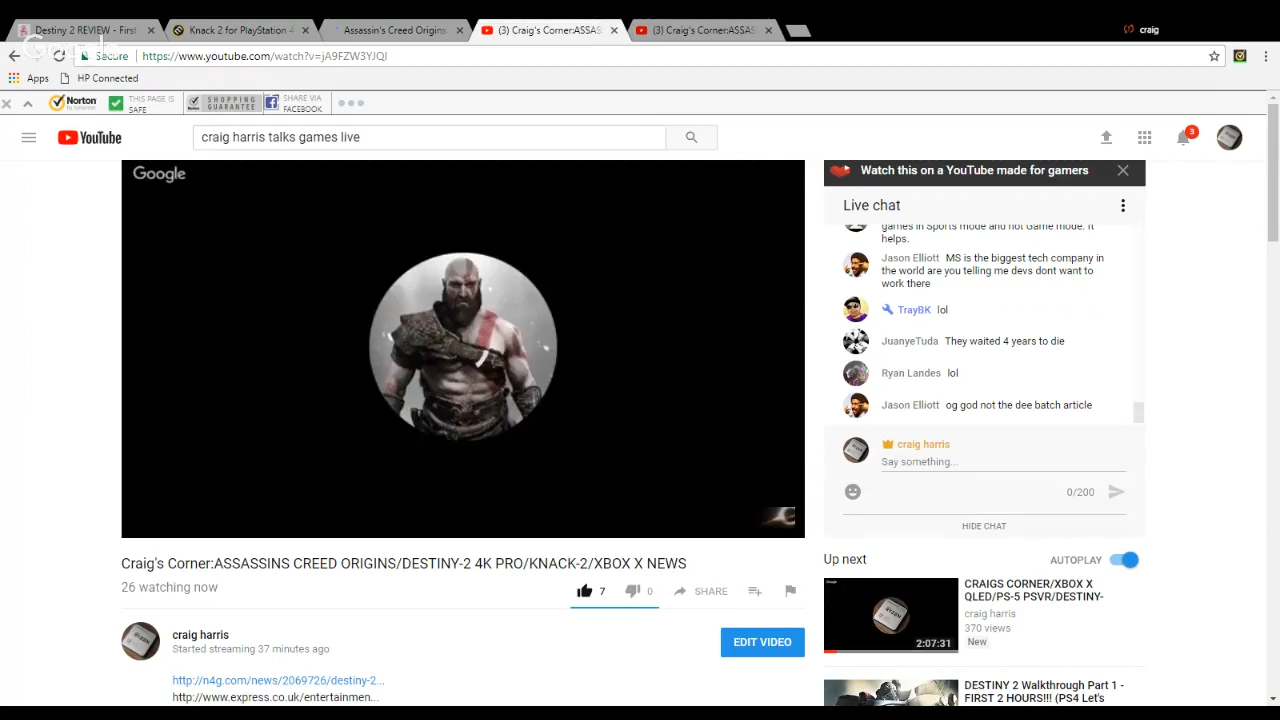 Destiny 2 REVIEW - First
Knack 2 for PlayStation 4
Assassin's Creed Origins
(3) Craig's Corner:ASSAS
(3) Craig's Corner:ASSAS
craig
Google
Secure
https://www.youtube.com/watch?v=jA9FZW3YJQI
Apps
HP Connected
Norton
THIS PAGE IS
SAFE
SHOPPING
GUARANTEE
SHARE VIA
FACEBOOK
YouTube
craig harris talks games live
3
Google
Watch this on a YouTube made for gamers
Live chat
games in Sports mode and not Game mode. It
helps.
Jason Elliott MS is the biggest tech company in
the world are you telling me devs dont want to
work there
TrayBK lol
JuanyeTuda They waited 4 years to die
Ryan Landes lol
Jason Elliott og god not the dee batch article
craig harris
Say something...
0/200
HIDE CHAT
Craig's Corner:ASSASSINS CREED ORIGINS/DESTINY-2 4K PRO/KNACK-2/XBOX X NEWS
26 watching now
7
0
SHARE
craig harris
Started streaming 37 minutes ago
EDIT VIDEO
http://n4g.com/news/2069726/destiny-2...
http://www.express.co.uk/entertainmen...
Up next
AUTOPLAY
CRAIGS CORNER/XBOX X
QLED/PS-5 PSVR/DESTINY-
craig harris
370 views
New
RYZEN
2:07:31
DESTINY 2 Walkthrough Part 1 -
FIRST 2 HOURS!!! (PS4 Let's